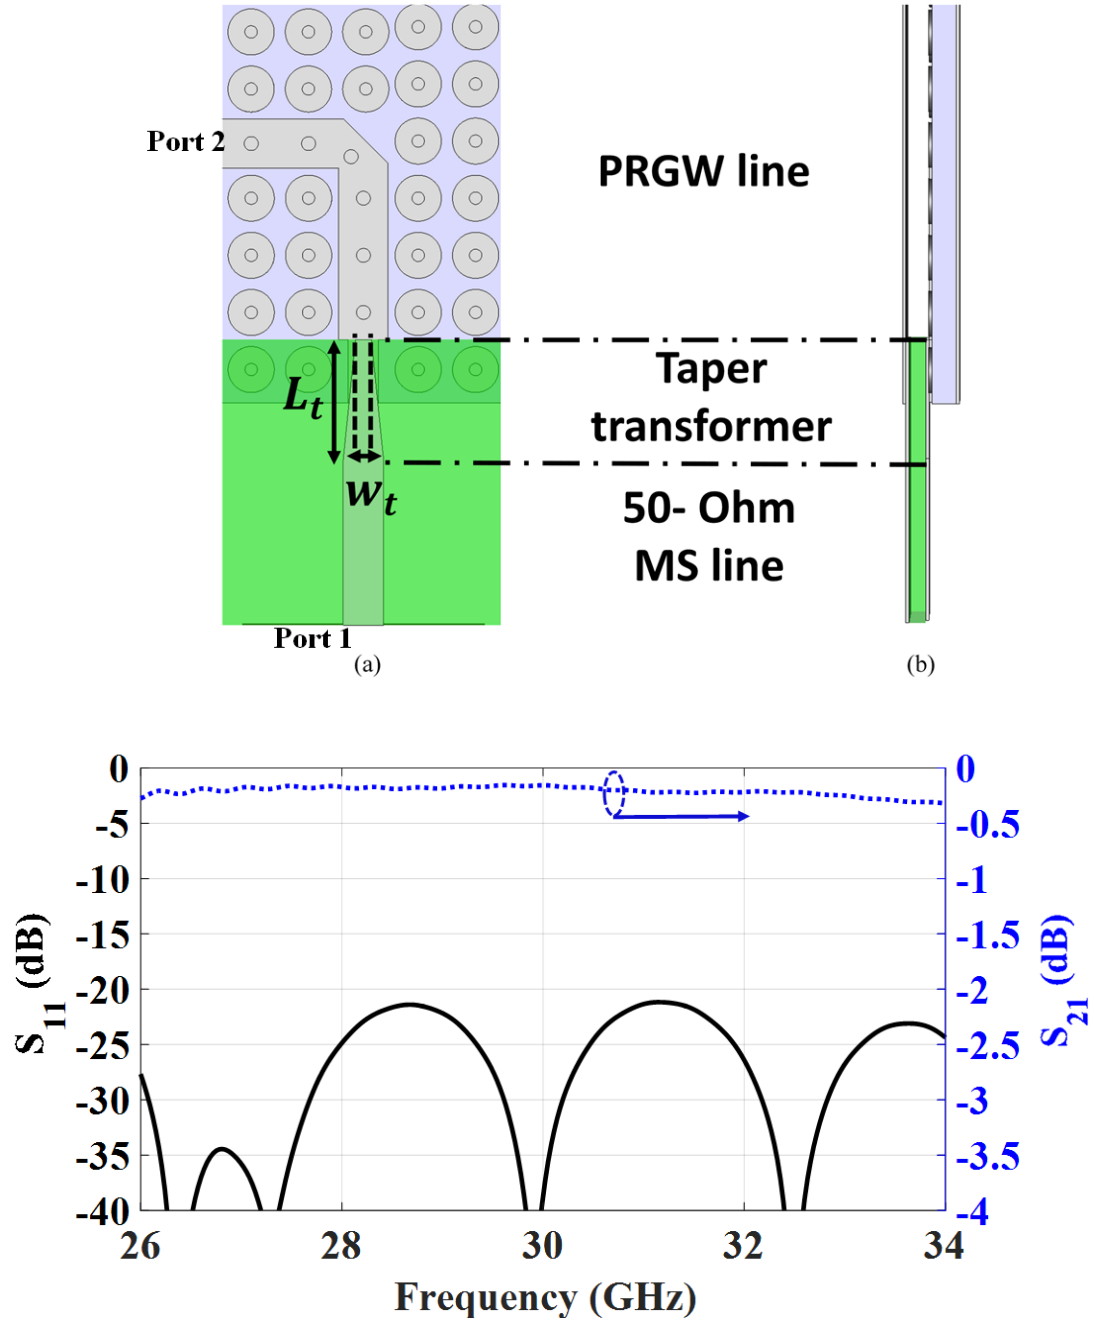 Port 2
PRGW line
Taper
transformer
L_t
w_t
50- Ohm
MS line
Port 1
(a)
(b)
0
-5
-10
-15
-20
-25
-30
-35
-40
S_11 (dB)
0
-0.5
-1
-1.5
-2
-2.5
-3
-3.5
-4
S_21 (dB)
26 28 30 32 34
Frequency (GHz)